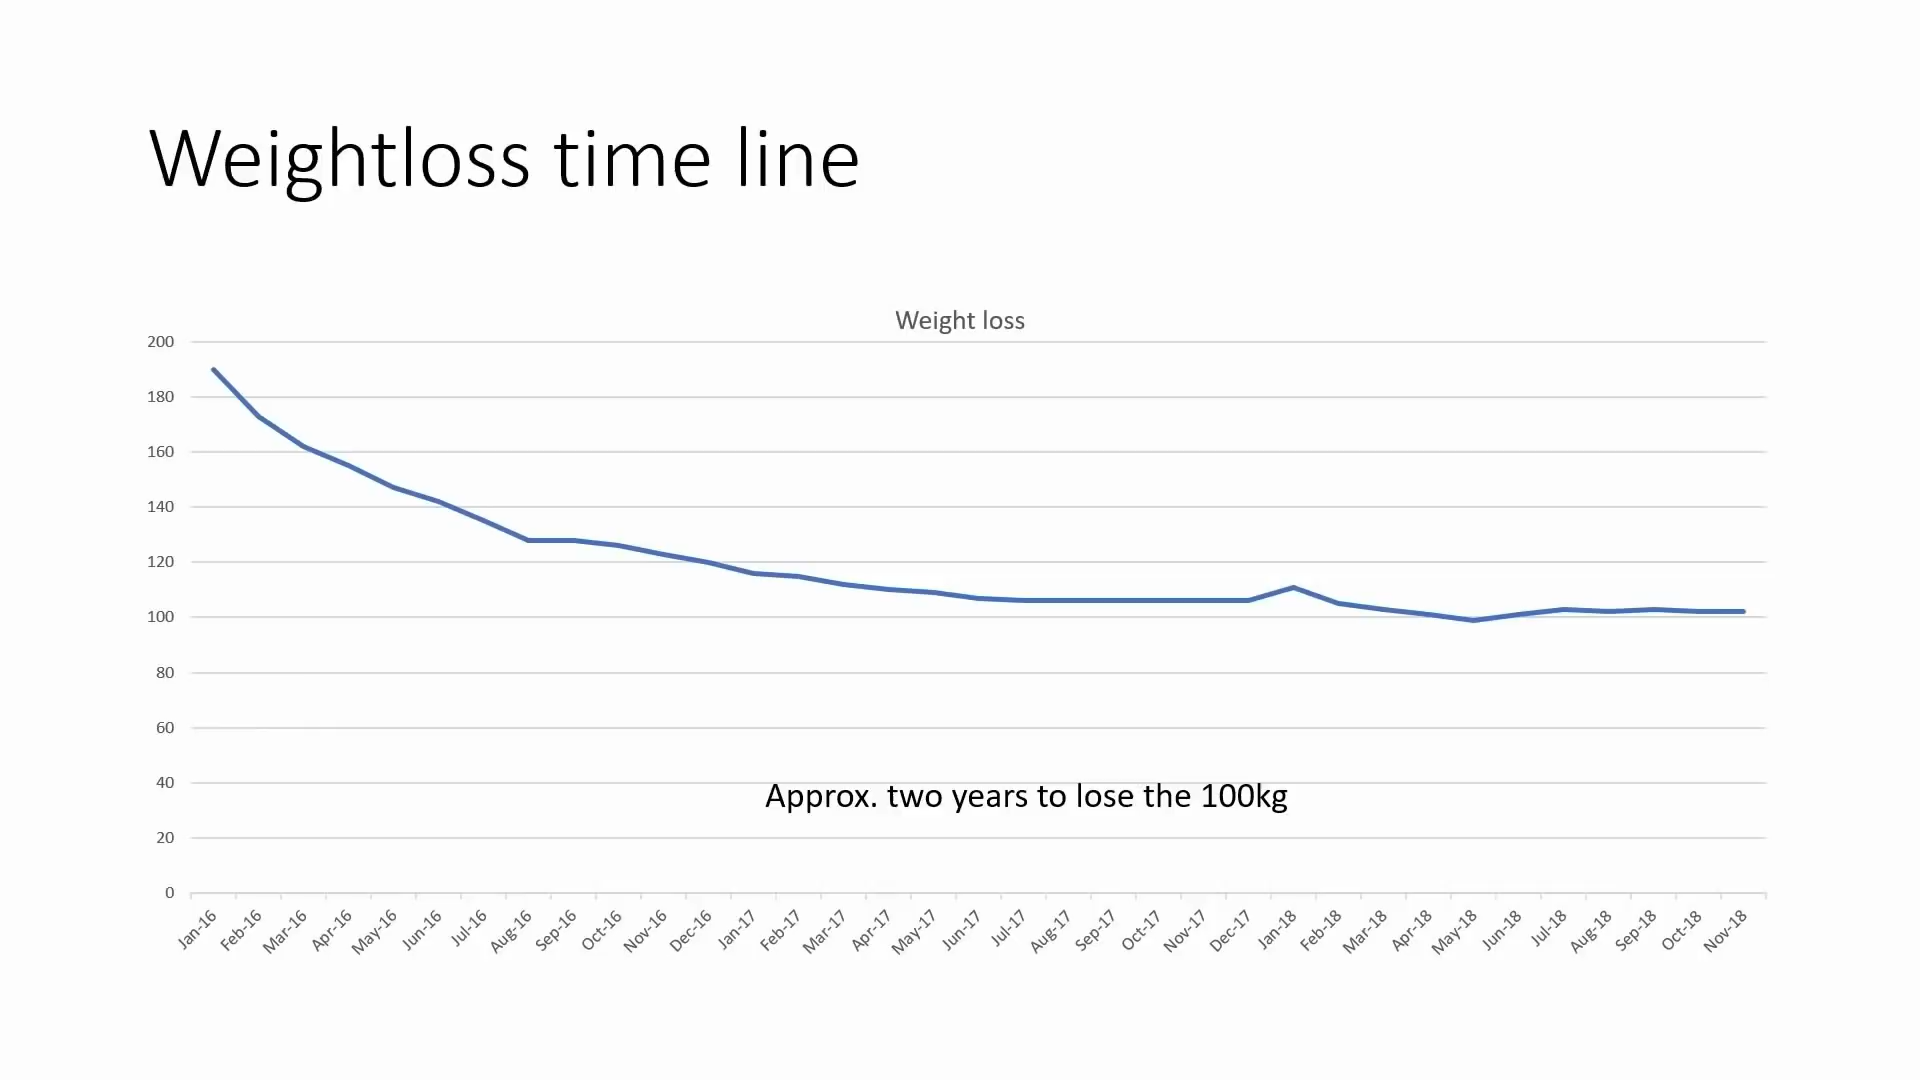 Weightloss time line
Weight loss
200
180
160
140
120
100
80
60
40
Approx. two years to lose the 100kg
20
0
Jan-16
Feb-16
Mar-16
Apr-16
May-16
Jun-16
Jul-16
Aug-16
Sep-16
Oct-16
Nov-16
Dec-16
Jan-17
Feb-17
Mar-17
Apr-17
May-17
Jun-17
Jul-17
Aug-17
Sep-17
Oct-17
Nov-17
Dec-17
Jan-18
Feb-18
Mar-18
Apr-18
May-18
Jun-18
Jul-18
Aug-18
Sep-18
Oct-18
Nov-18